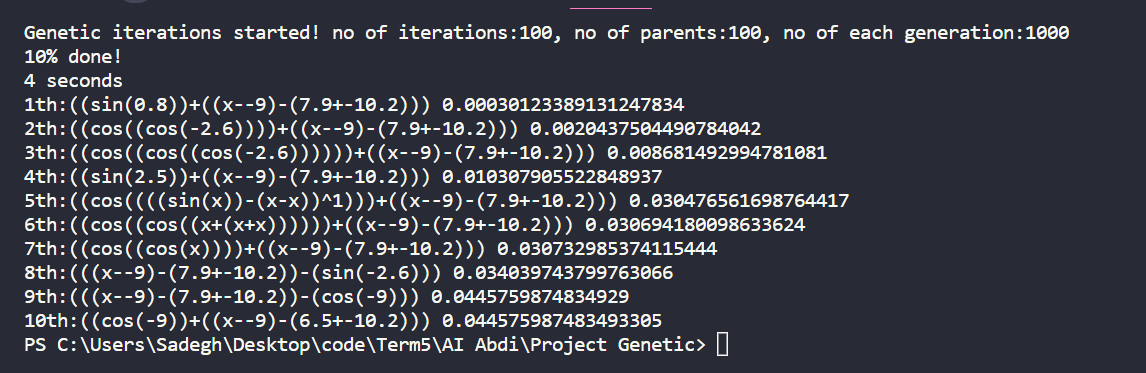 Genetic iterations started! no of iterations:100, no of parents:100, no of each generation:1000
10% done!
4 seconds
1th:((sin(0.8))+((x--9)-(7.9+-10.2))) 0.00030123389131247834
2th:((cos((cos(-2.6))))+((x--9)-(7.9+-10.2))) 0.0020437504490784042
3th:((cos((cos((cos(-2.6))))))+((x--9)-(7.9+-10.2))) 0.008681492994781081
4th:((sin(2.5))+((x--9)-(7.9+-10.2))) 0.010307905522848937
5th:((cos((((sin(x))-(x-x))^1)))+((x--9)-(7.9+-10.2))) 0.030476561698764417
6th:((cos((cos((x+(x+x))))))+((x--9)-(7.9+-10.2))) 0.030694180098633624
7th:((cos((cos(x))))+((x--9)-(7.9+-10.2))) 0.030732985374115444
8th:(((x--9)-(7.9+-10.2))-(sin(-2.6))) 0.034039743799763066
9th:(((x--9)-(7.9+-10.2))-(cos(-9))) 0.0445759874834929
10th:((cos(-9))+((x--9)-(6.5+-10.2))) 0.044575987483493305
PS C:\Users\Sadegh\Desktop\code\Term5\AI Abdi\Project Genetic>